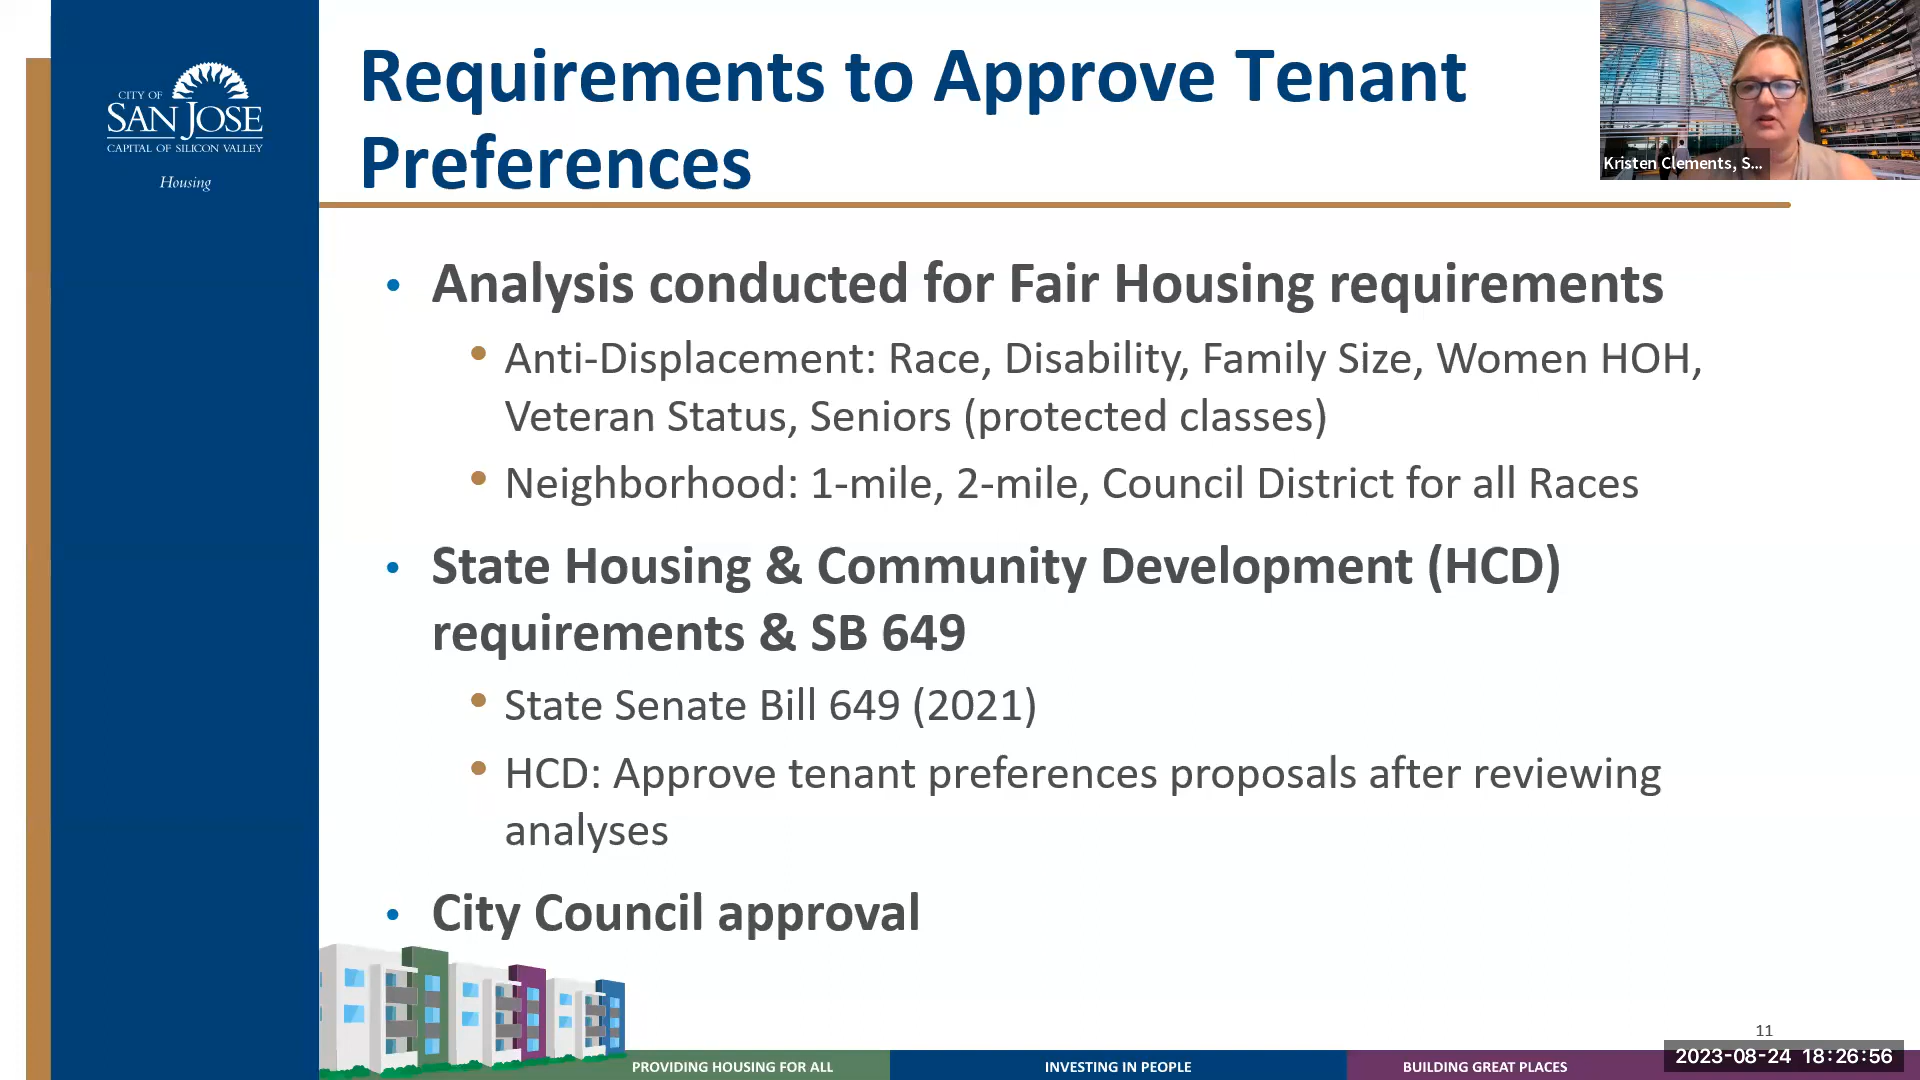 CITY OF
SAN JOSE
CAPITAL OF SILICON VALLEY
Housing
Requirements to Approve Tenant
Preferences
Kristen Clements, S...
• Analysis conducted for Fair Housing requirements
• Anti-Displacement: Race, Disability, Family Size, Women HOH,
Veteran Status, Seniors (protected classes)
• Neighborhood: 1-mile, 2-mile, Council District for all Races
• State Housing & Community Development (HCD)
requirements & SB 649
• State Senate Bill 649 (2021)
• HCD: Approve tenant preferences proposals after reviewing
analyses
• City Council approval
11
PROVIDING HOUSING FOR ALL
INVESTING IN PEOPLE
BUILDING GREAT PLACES
2023-08-24 18:26:56